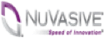 NUVASIVE
Speed of Innovation